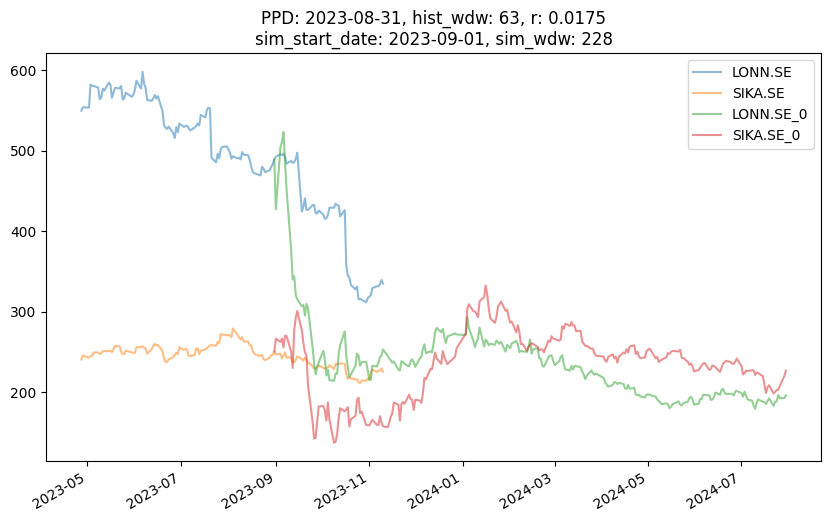 PPD: 2023-08-31, hist_wdw: 63, r: 0.0175
sim_start_date: 2023-09-01, sim_wdw: 228
LONN.SE
SIKA.SE
LONN.SE_0
SIKA.SE_0
600
500
400
300
200
2023-05
2023-07
2023-09
2023-11
2024-01
2024-03
2024-05
2024-07